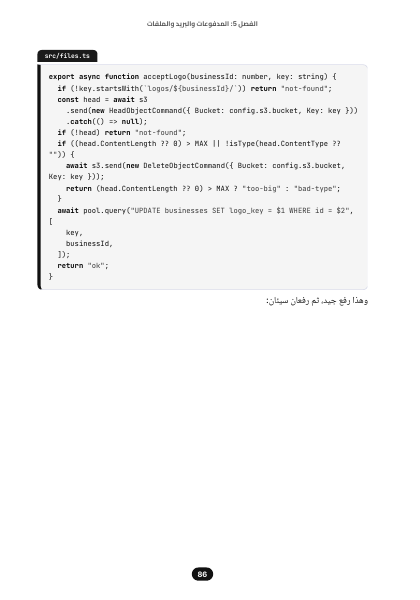 الفصل 5: المدفوعات والبريد والملفات
src/files.ts
export async function acceptLogo(businessId: number, key: string) {
  if (!key.startsWith(`logos/${businessId}/`)) return "not-found";
  const head = await s3
    .send(new HeadObjectCommand({ Bucket: config.s3.bucket, Key: key }))
    .catch(() => null);
  if (!head) return "not-found";
  if ((head.ContentLength ?? 0) > MAX || !isType(head.ContentType ??
"")) {
    await s3.send(new DeleteObjectCommand({ Bucket: config.s3.bucket,
Key: key }));
    return (head.ContentLength ?? 0) > MAX ? "too-big" : "bad-type";
  }
  await pool.query("UPDATE businesses SET logo_key = $1 WHERE id = $2",
[
    key,
    businessId,
  ]);
  return "ok";
}
وهذا رفع جيد، ثم رفعان سيئان:
86